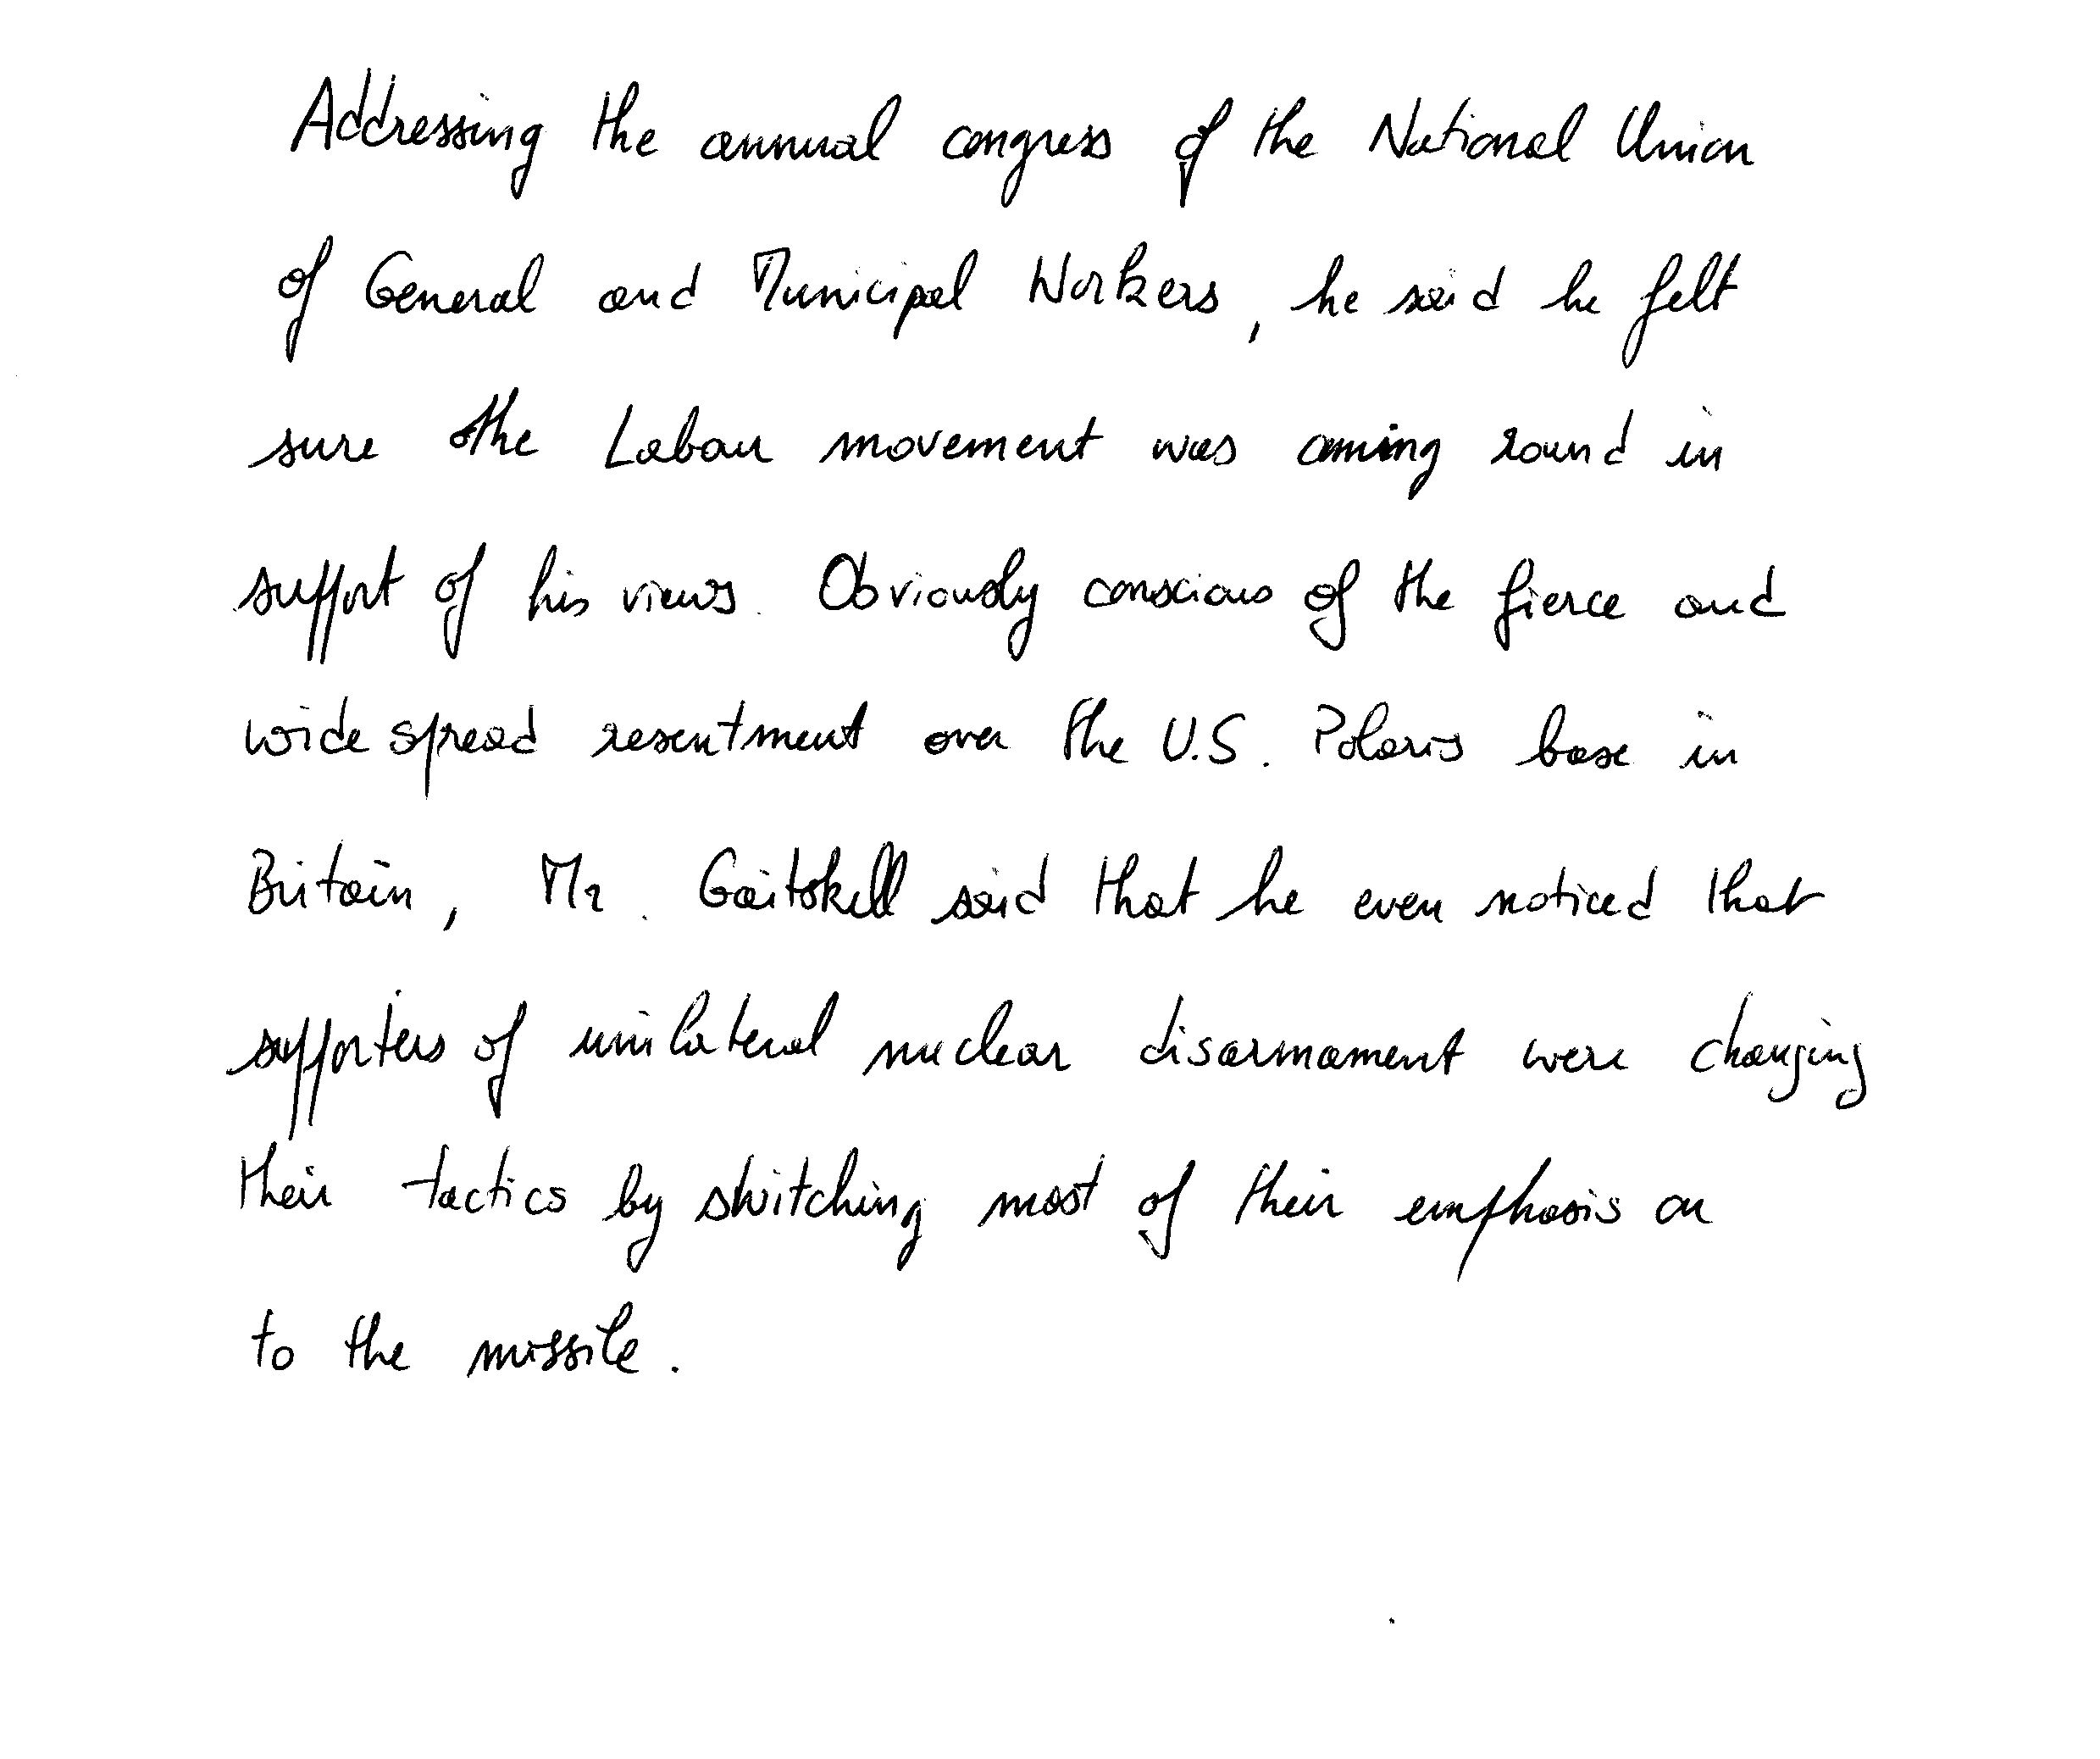 Addressing the annual congress of the National Union
of General and Municipal Workers, he said he felt
sure the Labour movement was coming round in
support of his views. Obviously conscious of the fierce and
widespread resentment over the U.S. Polaris base in
Britain, Mr. Gaitskell said that he even noticed that
supporters of unilateral nuclear disarmament were changing
their tactics by switching most of their emphasis on
to the missile.